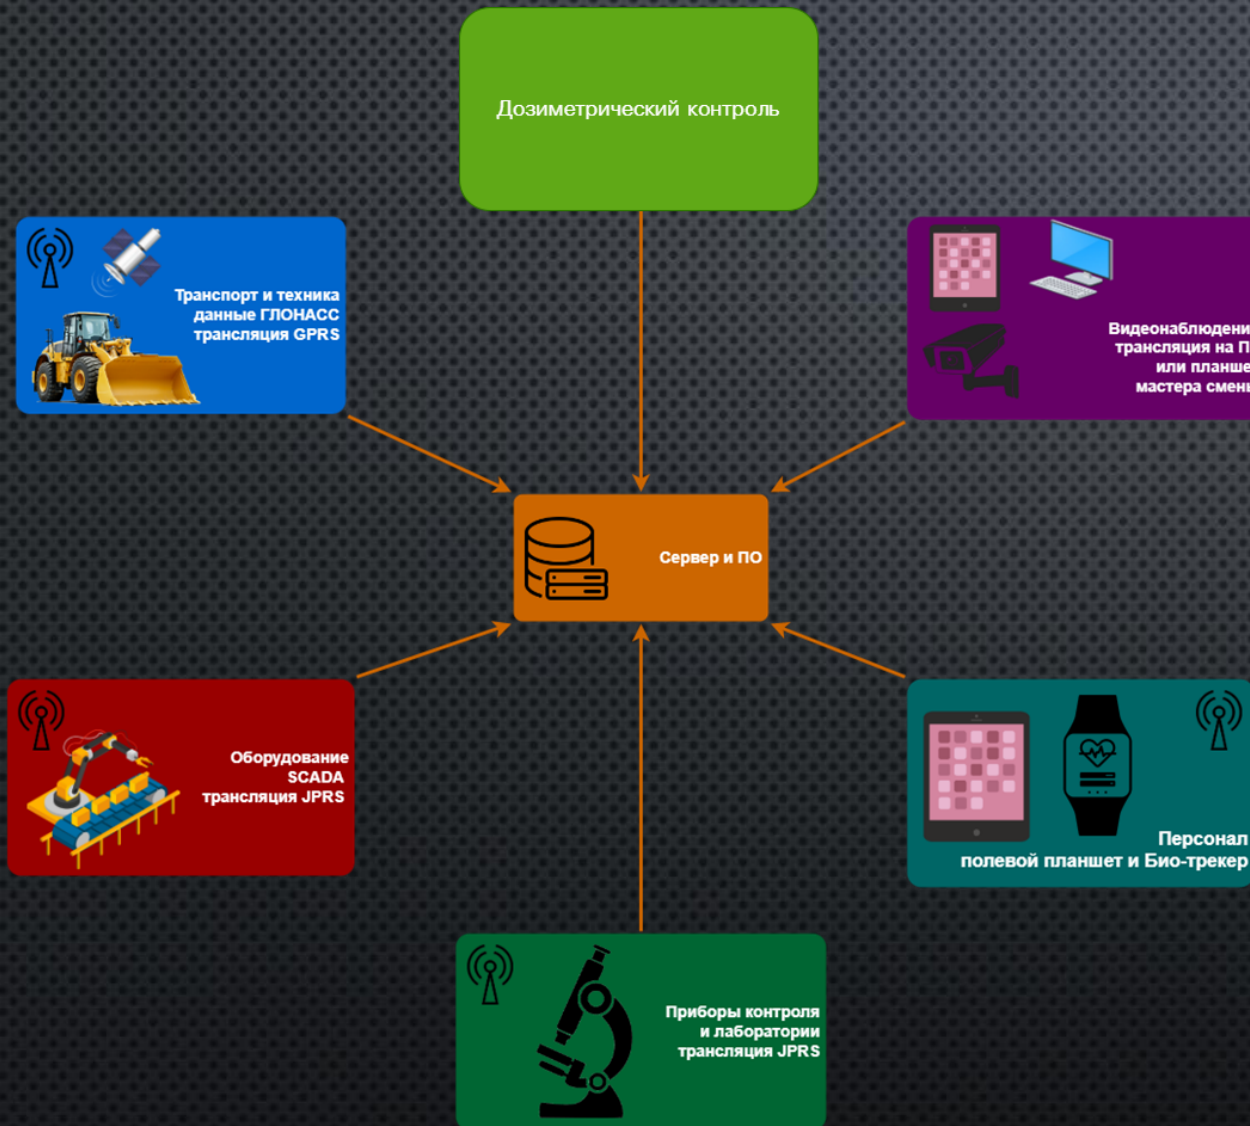 Дозиметрический контроль
Транспорт и техника
данные ГЛОНАСС
трансляция GPRS
Видеонаблюдени
трансляция на П
или планше
мастера смень
Сервер и ПО
Оборудование
SCADA
трансляция JPRS
Персонал
полевой планшет и Био-трекер
Приборы контроля
и лаборатории
трансляция JPRS